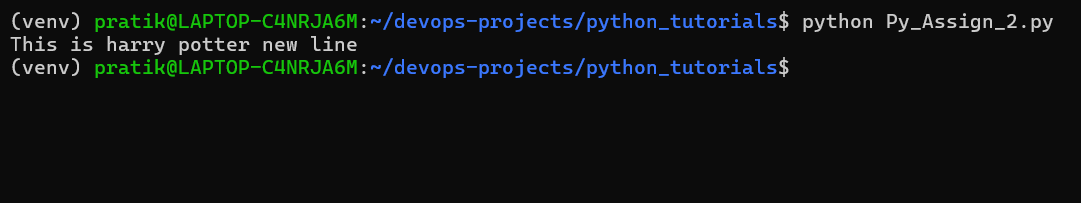 (venv) pratik@LAPTOP-C4NRJA6M:~/devops-projects/python_tutorials$ python Py_Assign_2.py
This is harry potter new line
(venv) pratik@LAPTOP-C4NRJA6M:~/devops-projects/python_tutorials$